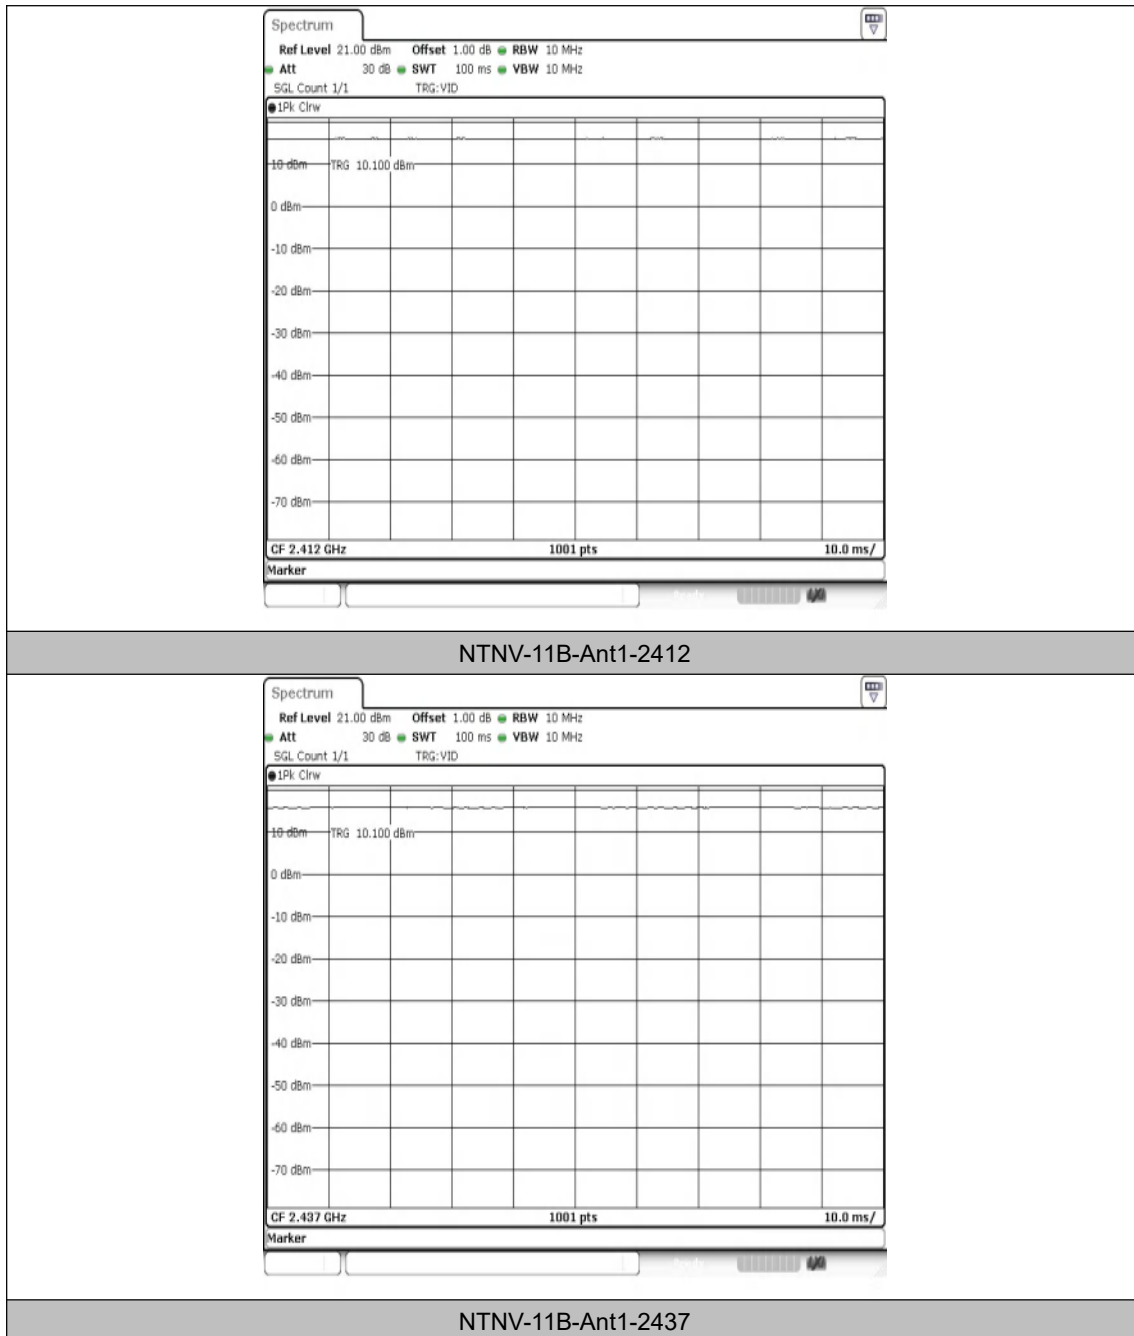 Spectrum
Ref Level 21.00 dBm Offset 1.00 dB RBW 10 MHz
Att 30 dB SWT 100 ms VBW 10 MHz
SGL Count 1/1 TRG:VID
1Pk Clrw
10 dBm TRG 10.100 dBm
0 dBm
-10 dBm
-20 dBm
-30 dBm
-40 dBm
-50 dBm
-60 dBm
-70 dBm
CF 2.412 GHz 1001 pts 10.0 ms/
Marker
NTNV-11B-Ant1-2412
Spectrum
Ref Level 21.00 dBm Offset 1.00 dB RBW 10 MHz
Att 30 dB SWT 100 ms VBW 10 MHz
SGL Count 1/1 TRG:VID
1Pk Clrw
10 dBm TRG 10.100 dBm
0 dBm
-10 dBm
-20 dBm
-30 dBm
-40 dBm
-50 dBm
-60 dBm
-70 dBm
CF 2.437 GHz 1001 pts 10.0 ms/
Marker
NTNV-11B-Ant1-2437